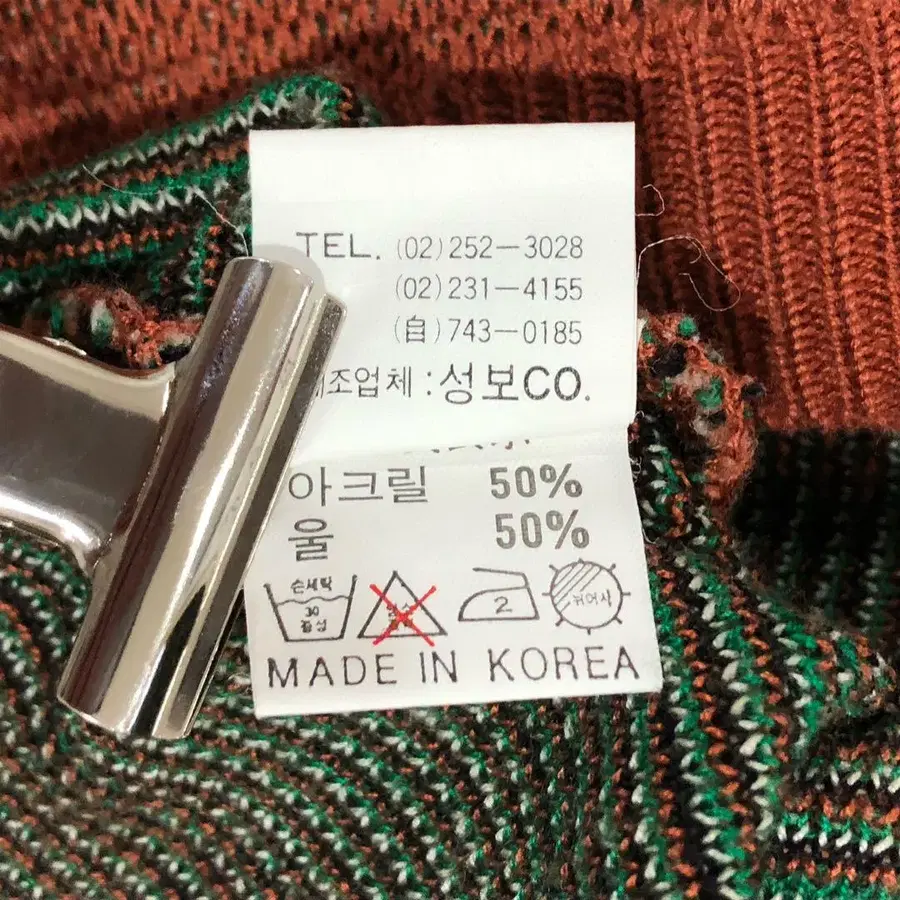 TEL. (02)252-3028
(02)231-4155
(自)743-0185
조업체 : 성보CO.
아크릴 50%
울 50%
손세탁
30
중성
2
뉘어서
MADE IN KOREA